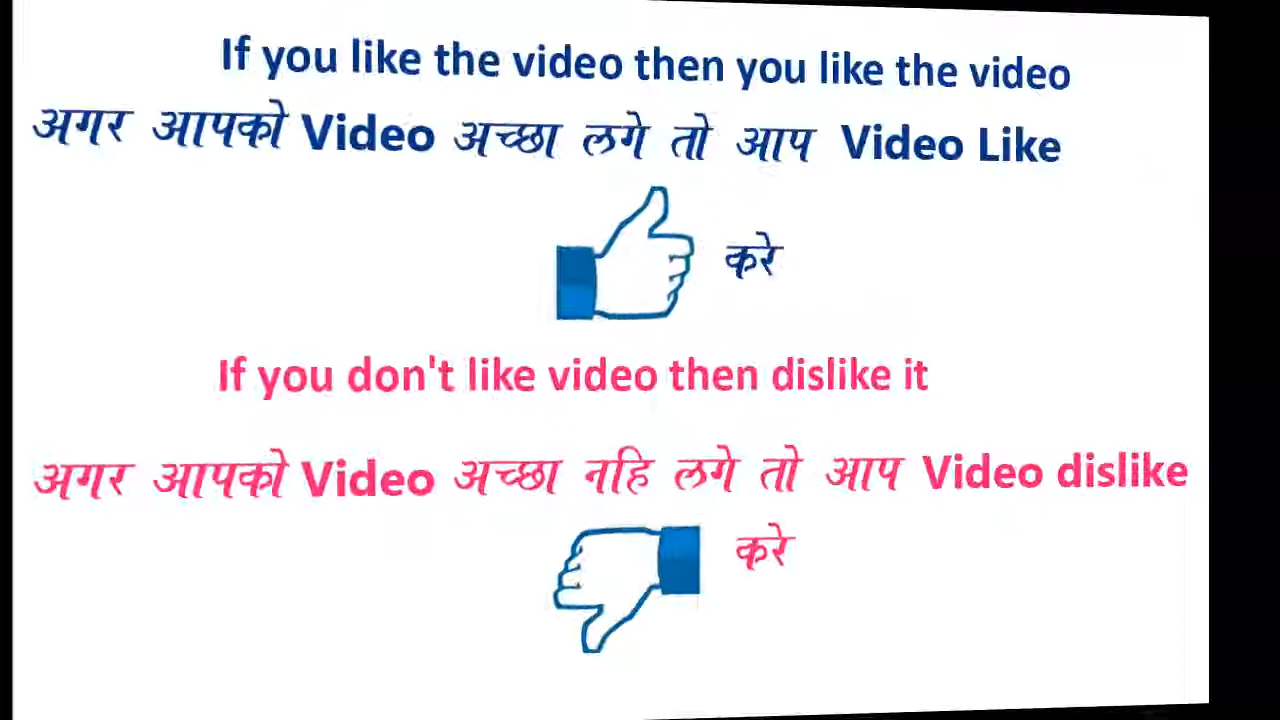 If you like the video then you like the video
अगर आपको Video अच्छा लगे तो आप Video Like
करे
If you don't like video then dislike it
अगर आपको Video अच्छा नहि लगे तो आप Video dislike
करे